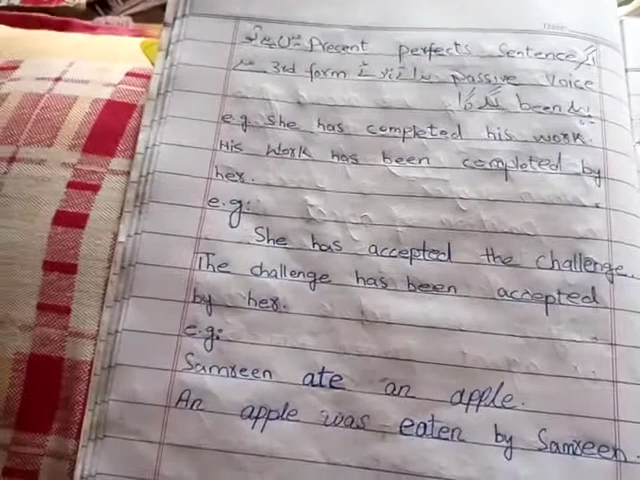 Present perfects Sentence
3rd form passive Voice
been
e.g. She has completed his work.
His Work has been completed by
her.
e.g:
She has accepted the challenge.
The challenge has been accepted
by her.
e.g:
Samreen ate an apple.
An apple was eaten by Samreen.